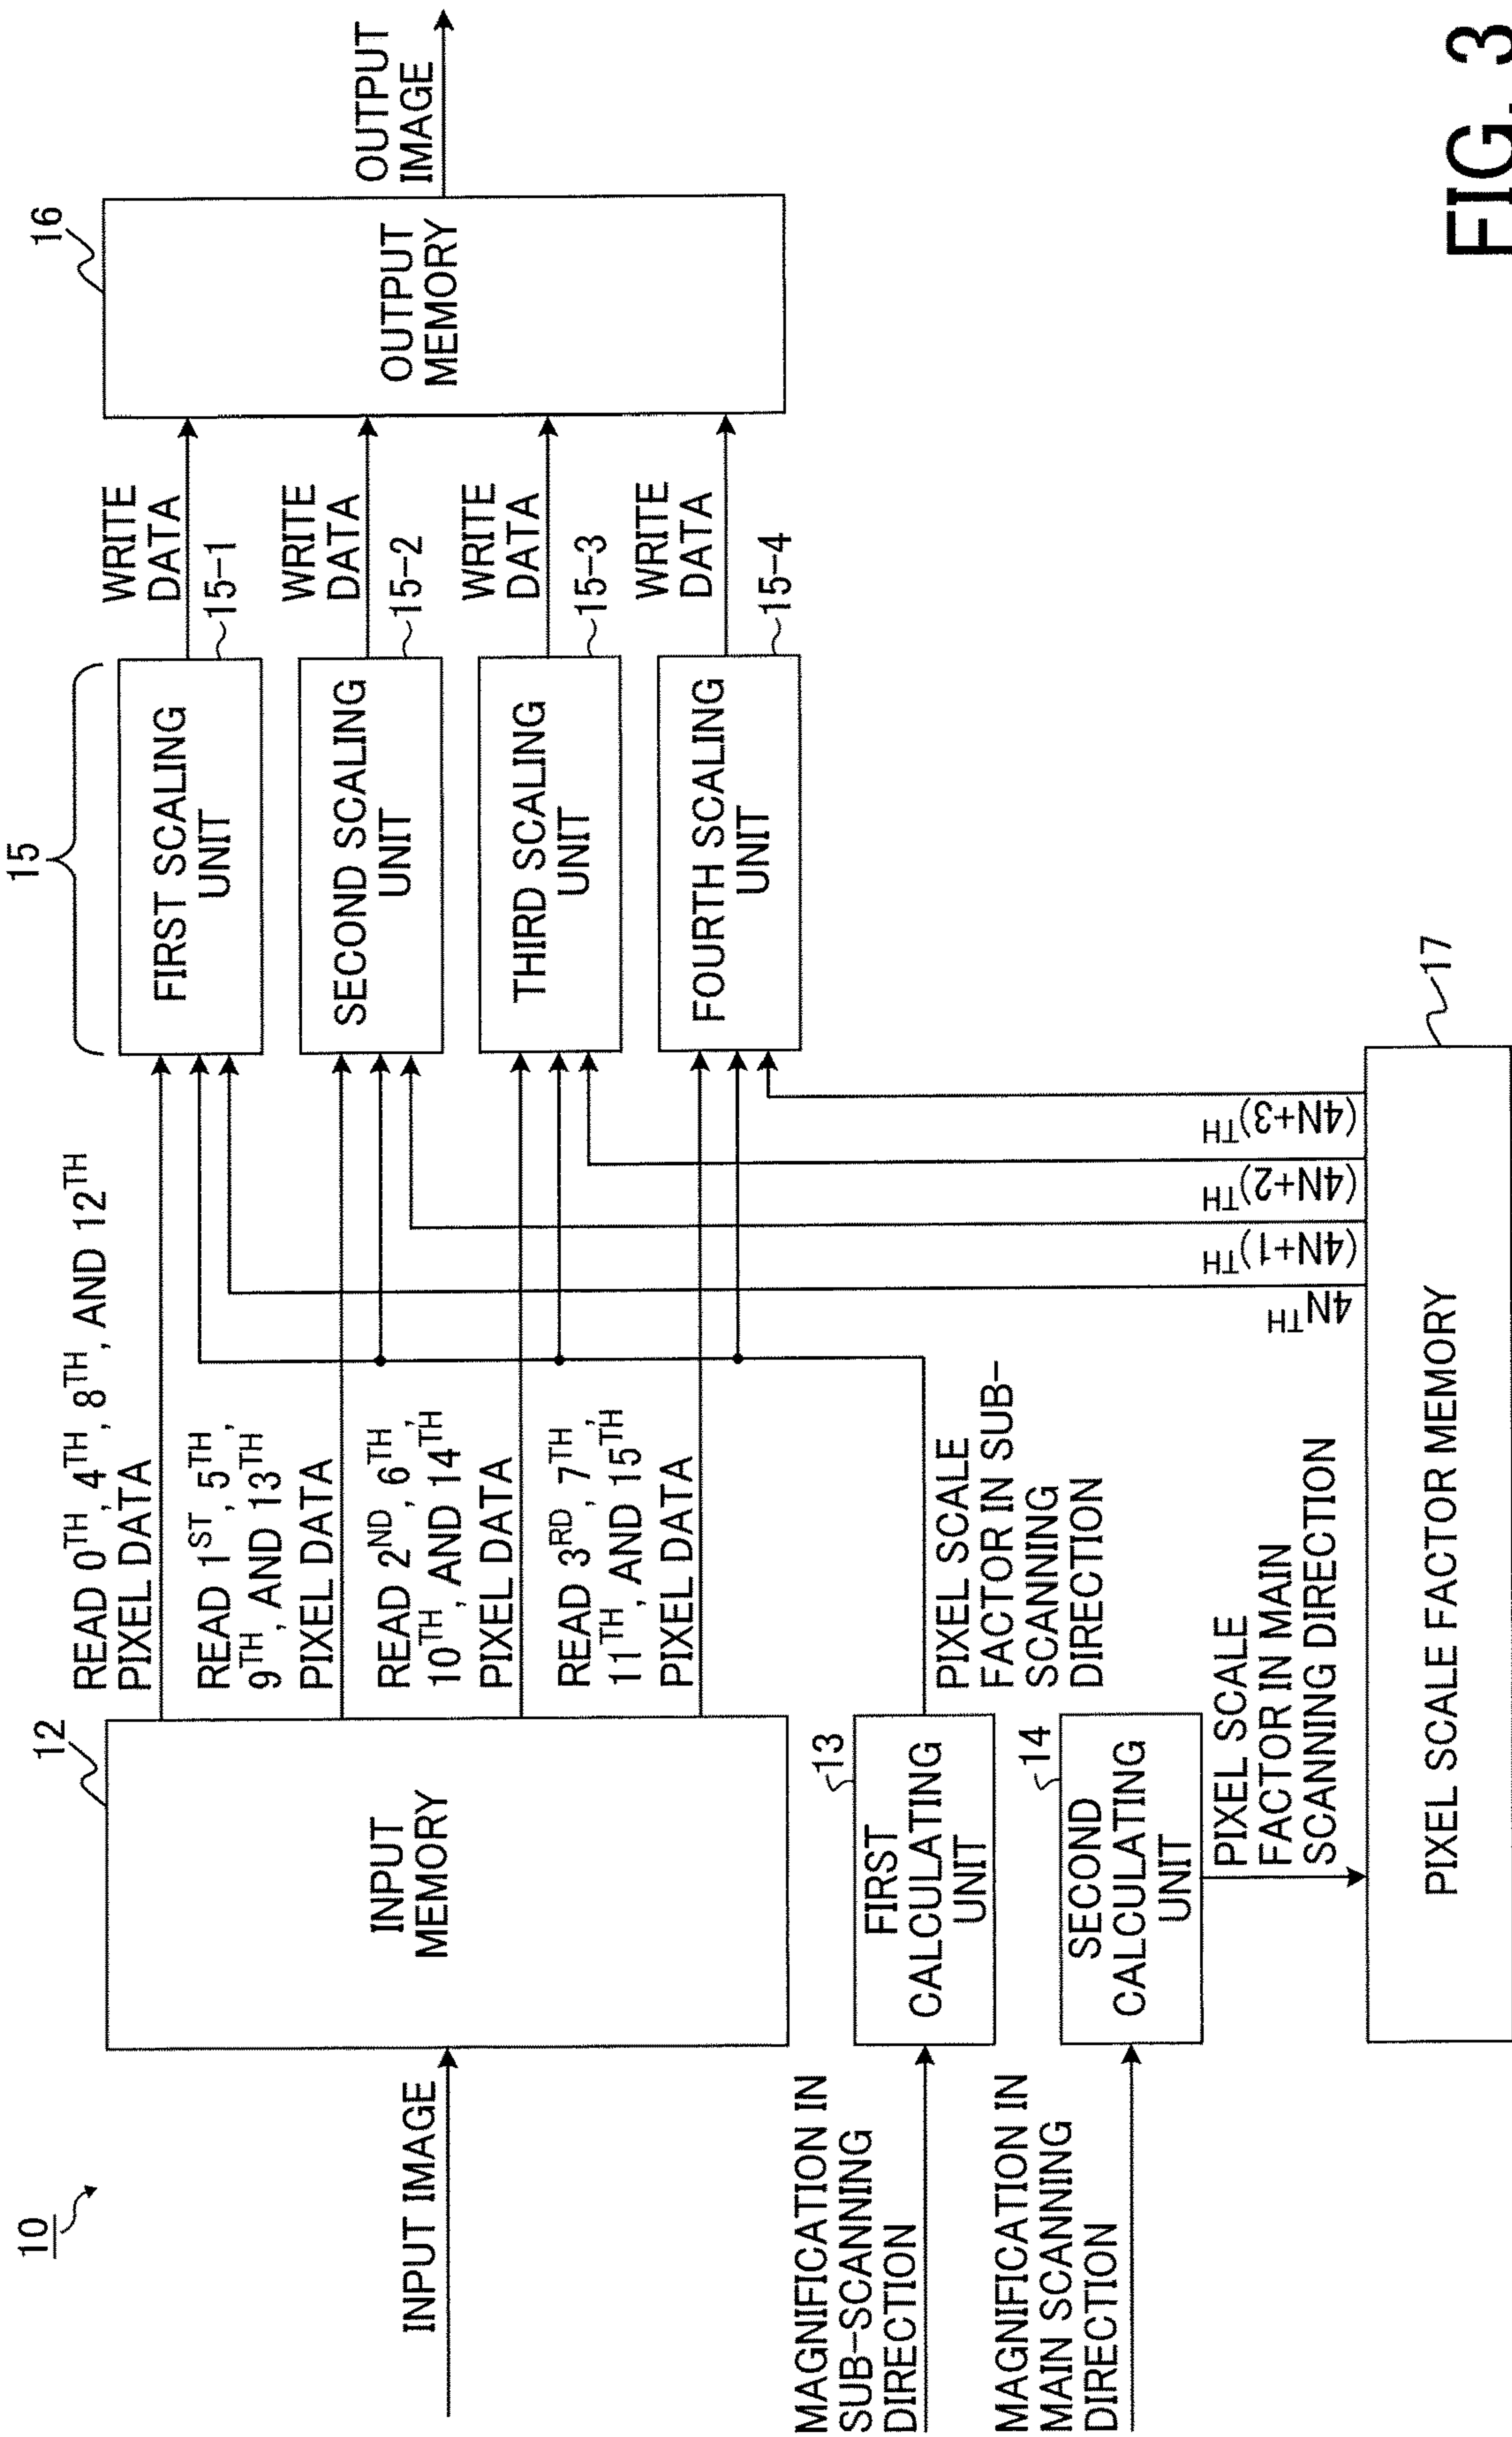 10
INPUT IMAGE
12
INPUT
MEMORY
READ 0TH, 4TH, 8TH, AND 12TH
PIXEL DATA
READ 1ST, 5TH,
9TH, AND 13TH,
PIXEL DATA
READ 2ND, 6TH
10TH, AND 14TH,
PIXEL DATA
READ 3RD, 7TH,
11TH, AND 15TH
PIXEL DATA
15
FIRST SCALING
UNIT
15-1
SECOND SCALING
UNIT
15-2
THIRD SCALING
UNIT
15-3
FOURTH SCALING
UNIT
15-4
WRITE
DATA
WRITE
DATA
WRITE
DATA
WRITE
DATA
16
OUTPUT
MEMORY
OUTPUT
IMAGE
MAGNIFICATION IN
SUB-SCANNING
DIRECTION
13
FIRST
CALCULATING
UNIT
PIXEL SCALE
FACTOR IN SUB-
SCANNING
DIRECTION
MAGNIFICATION IN
MAIN SCANNING
DIRECTION
14
SECOND
CALCULATING
UNIT
PIXEL SCALE
FACTOR IN MAIN
SCANNING DIRECTION
4NTH
(4N+1)TH
(4N+2)TH
(4N+3)TH
17
PIXEL SCALE FACTOR MEMORY
FIG. 3